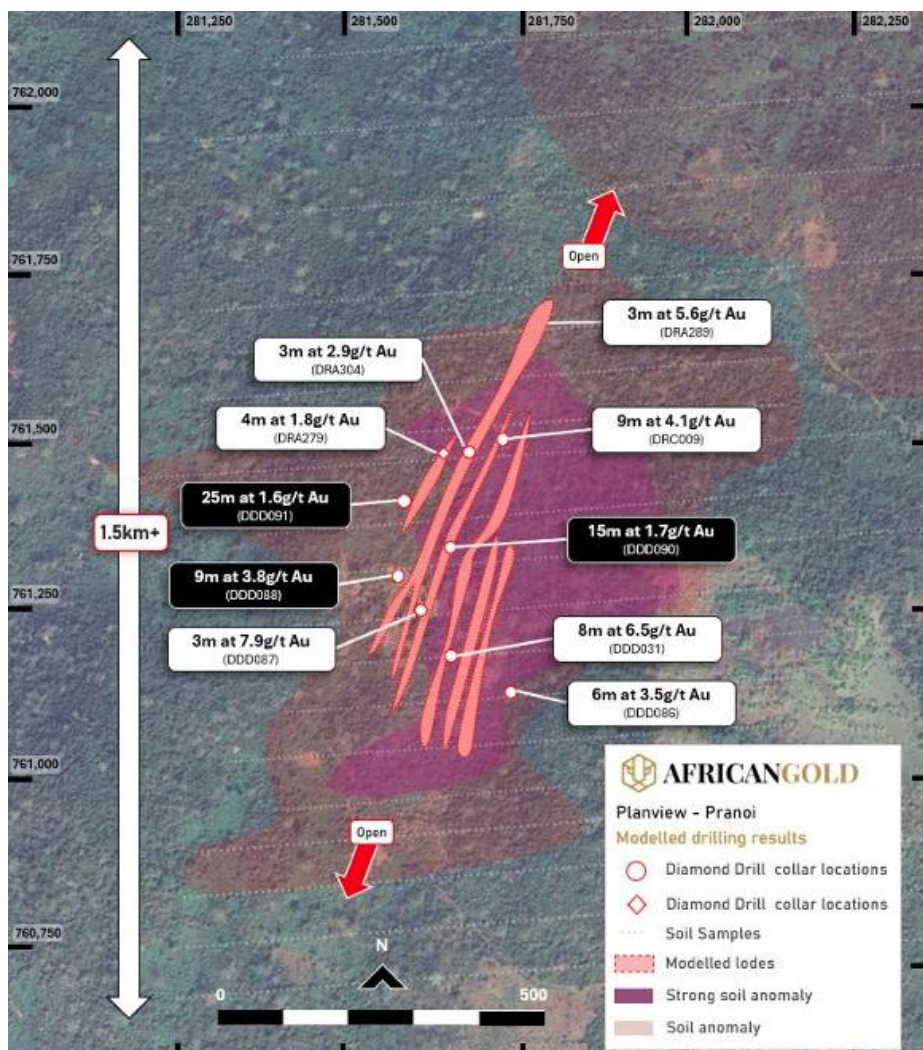 281,250
281,500
281,750
282,000
282,250
762,000
761,750
761,500
761,250
761,000
760,750
1.5km+
Open
3m at 5.6g/t Au
(DRA289)
3m at 2.9g/t Au
(DRA304)
4m at 1.8g/t Au
(DRA279)
9m at 4.1g/t Au
(DRC009)
25m at 1.6g/t Au
(DDD091)
15m at 1.7g/t Au
(DDD090)
9m at 3.8g/t Au
(DDD088)
3m at 7.9g/t Au
(DDD087)
8m at 6.5g/t Au
(DDD031)
6m at 3.5g/t Au
(DDD086)
Open
N
0
500
AFRICANGOLD
Planview - Pranoi
Modelled drilling results
Diamond Drill collar locations
Diamond Drill collar locations
Soil Samples
Modelled lodes
Strong soil anomaly
Soil anomaly